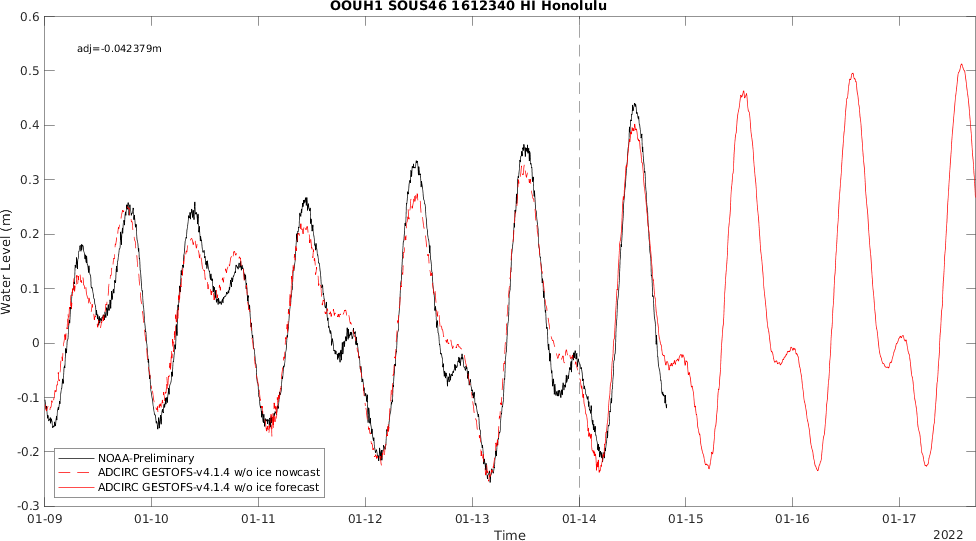 OOUH1 SOUS46 1612340 HI Honolulu
adj=-0.042379m
0.6
0.5
0.4
0.3
0.2
0.1
0
-0.1
-0.2
-0.3
Water Level (m)
NOAA-Preliminary
ADCIRC GESTOFS-v4.1.4 w/o ice nowcast
ADCIRC GESTOFS-v4.1.4 w/o ice forecast
01-09 01-10 01-11 01-12 01-13 01-14 01-15 01-16 01-17
Time
2022